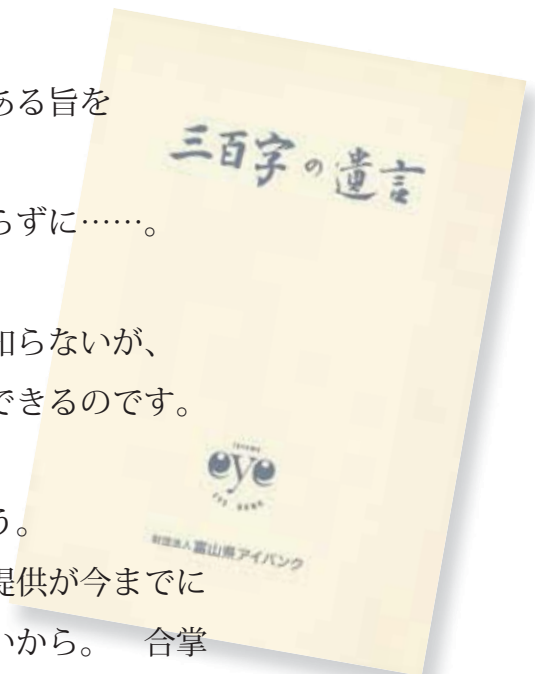 ある旨を
三百字の遺言
らずに……。
知らないが、
できるのです。
eye
EYE BANK
う。
財団法人富山県アイバンク
提供が今までに
いから。　合掌